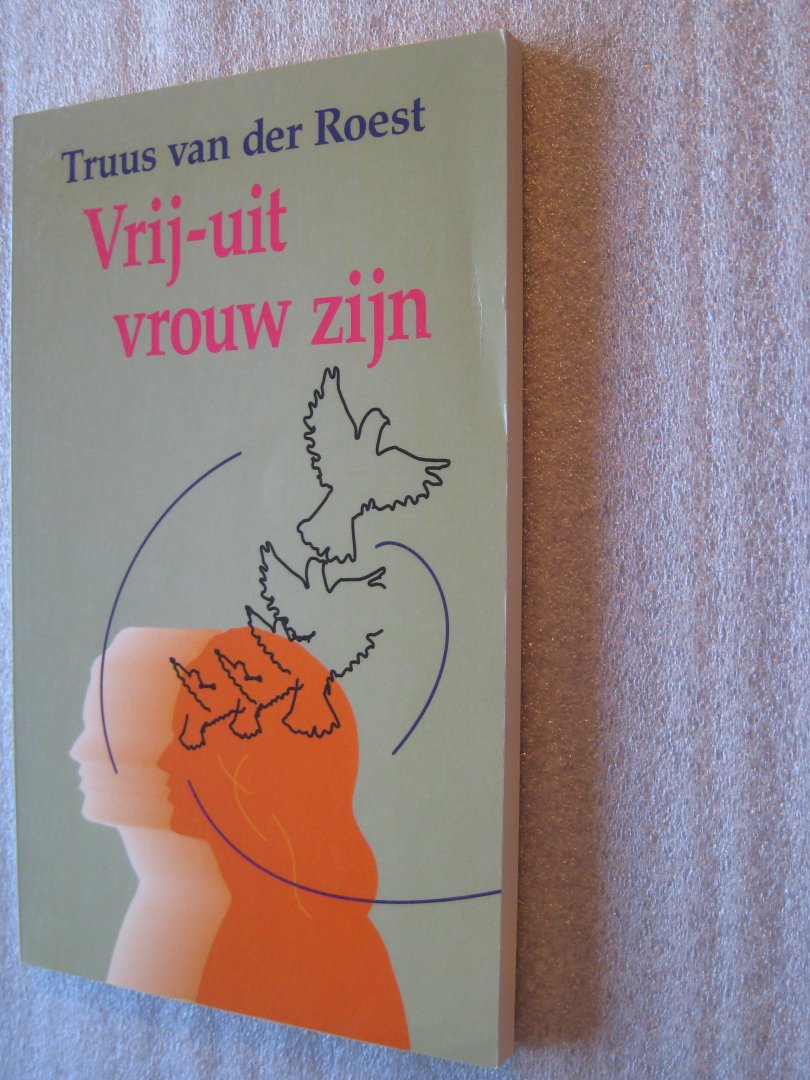 Truus van der Roest
Vrij-uit
vrouw zijn